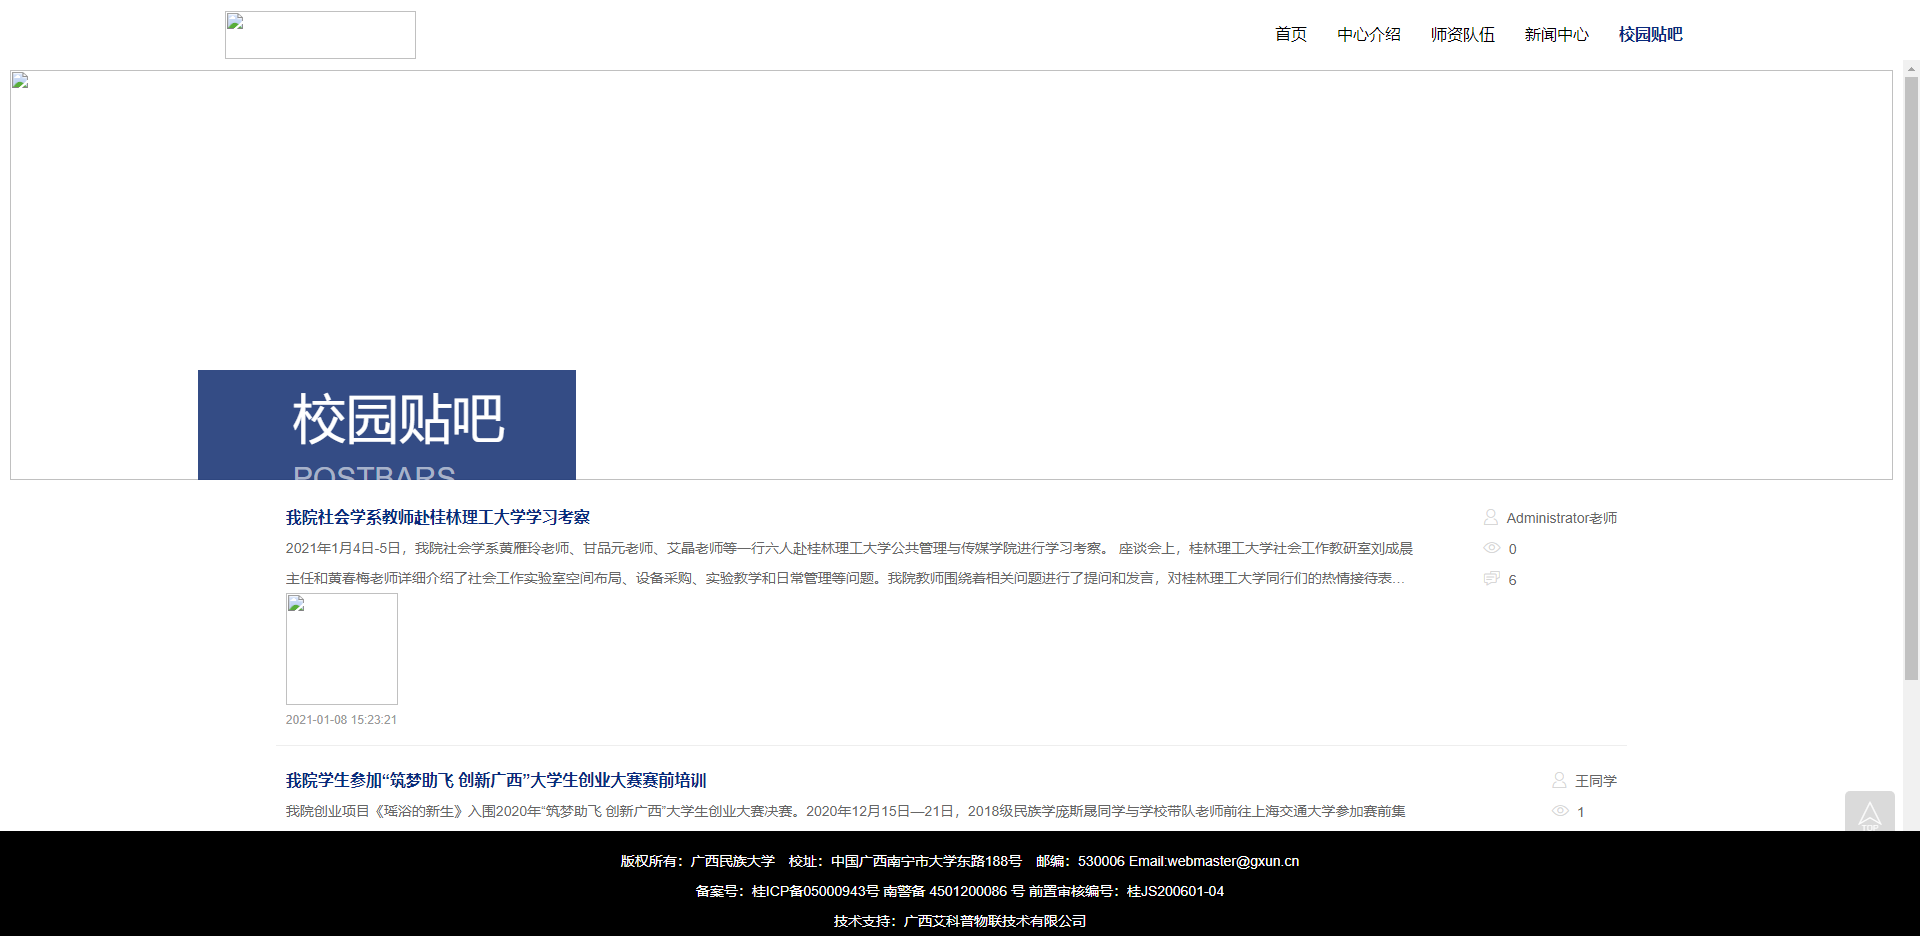 首页 中心介绍 师资队伍 新闻中心 校园贴吧
校园贴吧
POSTBARS
我院社会学系教师赴桂林理工大学学习考察
Administrator老师
2021年1月4日-5日，我院社会学系黄雁玲老师、甘品元老师、艾晶老师等一行六人赴桂林理工大学公共管理与传媒学院进行学习考察。 座谈会上，桂林理工大学社会工作教研室刘成晨
0
主任和黄春梅老师详细介绍了社会工作实验室空间布局、设备采购、实验教学和日常管理等问题。我院教师围绕着相关问题进行了提问和发言，对桂林理工大学同行们的热情接待表...
6
2021-01-08 15:23:21
我院学生参加“筑梦助飞 创新广西”大学生创业大赛赛前培训
王同学
我院创业项目《瑶浴的新生》入围2020年“筑梦助飞 创新广西”大学生创业大赛决赛。2020年12月15日—21日，2018级民族学庞斯晟同学与学校带队老师前往上海交通大学参加赛前集
1
TOP
版权所有：广西民族大学 校址：中国广西南宁市大学东路188号 邮编：530006 Email:webmaster@gxun.cn
备案号：桂ICP备05000943号 南警备 4501200086 号 前置审核编号：桂JS200601-04
技术支持：广西艾科普物联技术有限公司